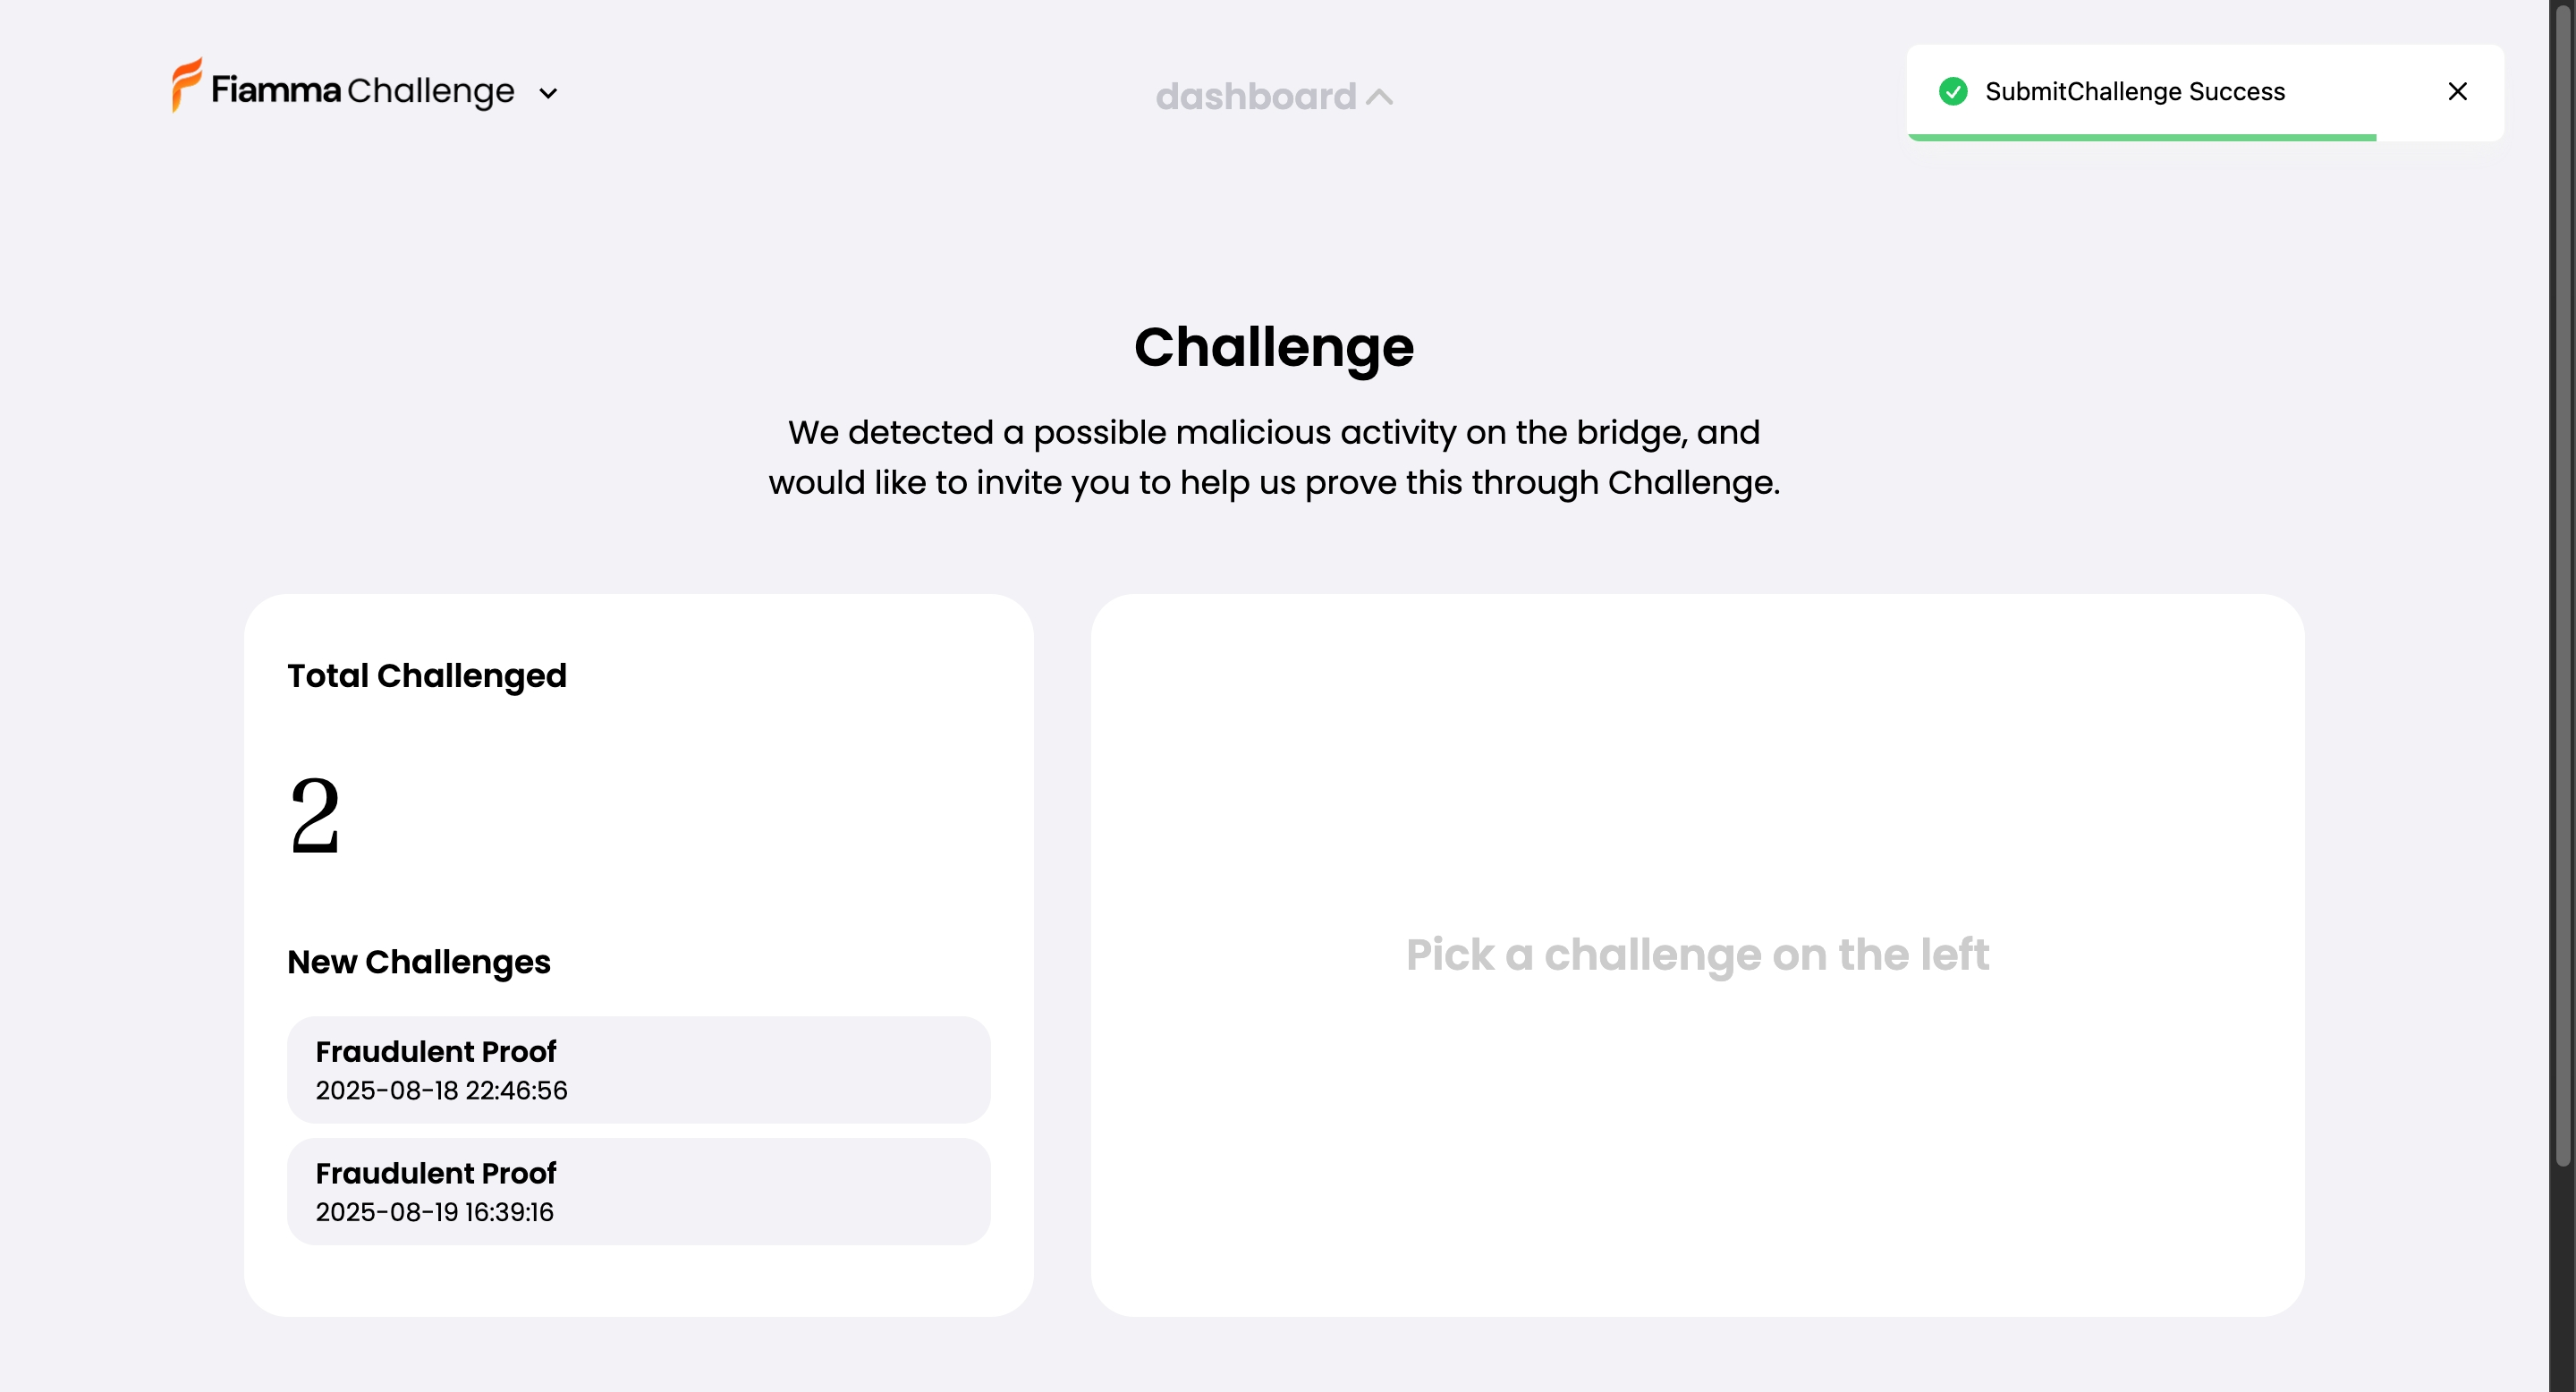 Fiamma Challenge
dashboard
SubmitChallenge Success
Challenge
We detected a possible malicious activity on the bridge, and
would like to invite you to help us prove this through Challenge.
Total Challenged
2
New Challenges
Fraudulent Proof
2025-08-18 22:46:56
Fraudulent Proof
2025-08-19 16:39:16
Pick a challenge on the left